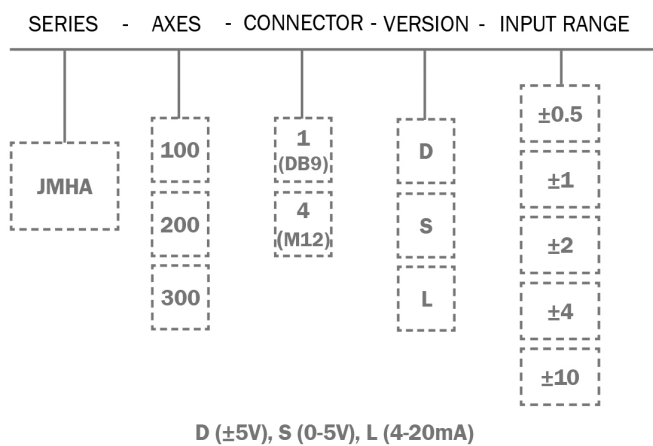 SERIES - AXES - CONNECTOR - VERSION - INPUT RANGE
JMHA
100
200
300
1
(DB9)
4
(M12)
D
S
L
±0.5
±1
±2
±4
±10
D (±5V), S (0-5V), L (4-20mA)